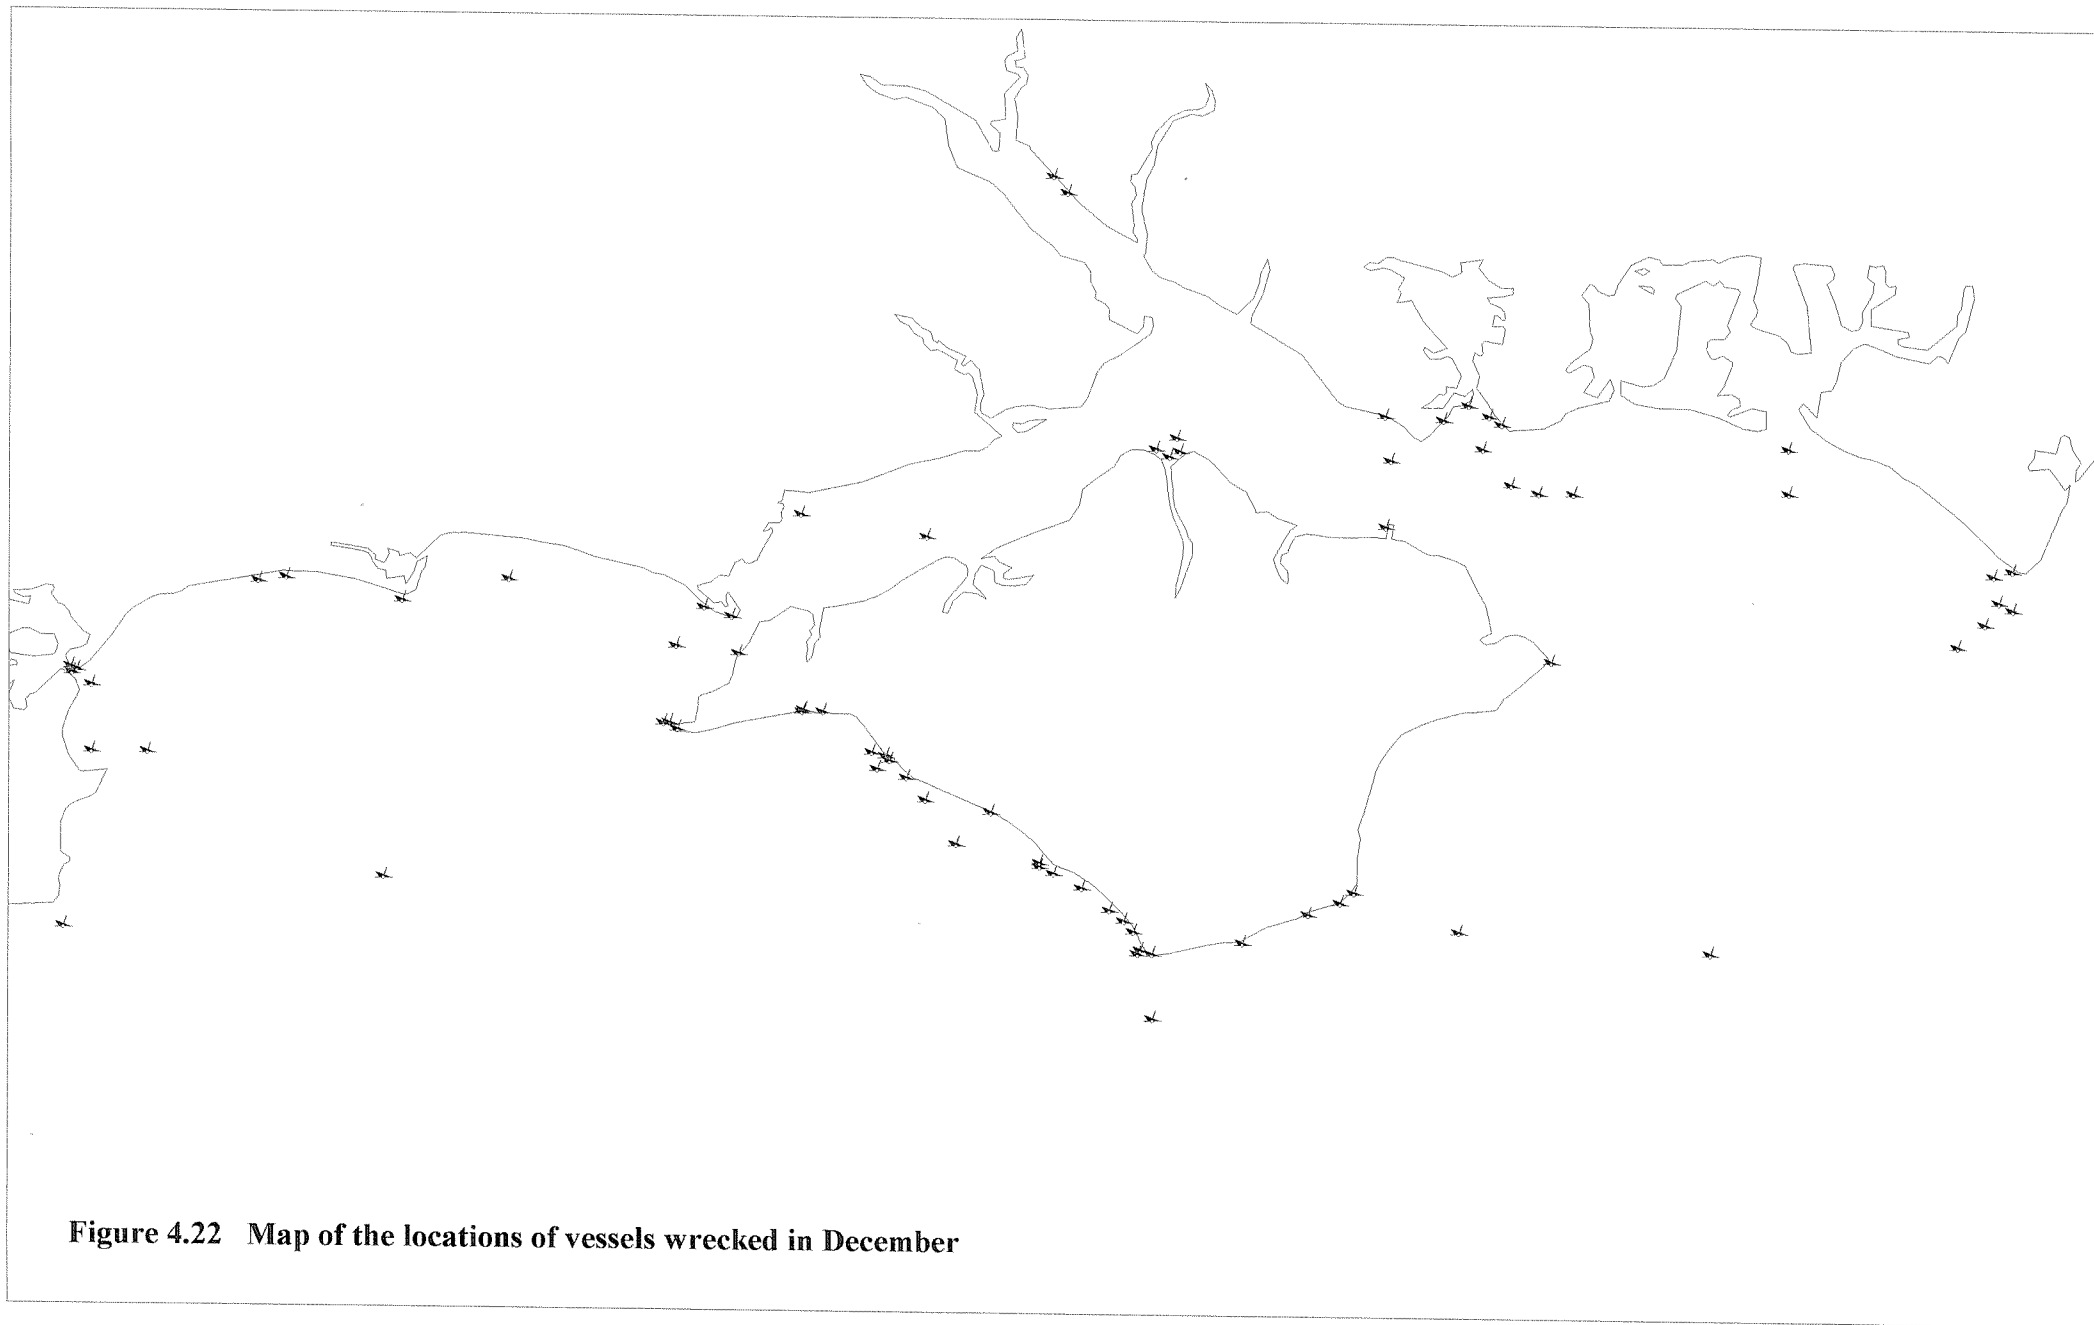 Figure 4.22 Map of the locations of vessels wrecked in December